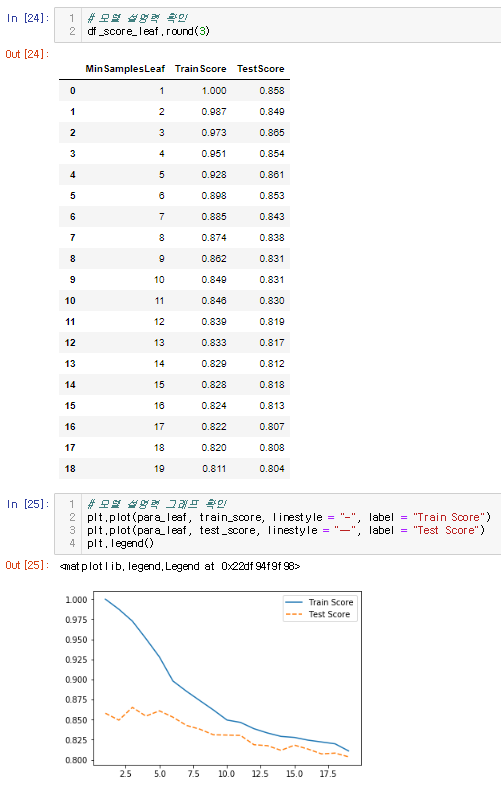 In [24]:
1 # 모델 설명력 확인
2 df_score_leaf.round(3)
Out [24]:
MinSamplesLeaf TrainScore TestScore
0 1 1.000 0.858
1 2 0.987 0.849
2 3 0.973 0.865
3 4 0.951 0.854
4 5 0.928 0.861
5 6 0.898 0.853
6 7 0.885 0.843
7 8 0.874 0.838
8 9 0.862 0.831
9 10 0.849 0.831
10 11 0.846 0.830
11 12 0.839 0.819
12 13 0.833 0.817
13 14 0.829 0.812
14 15 0.828 0.818
15 16 0.824 0.813
16 17 0.822 0.807
17 18 0.820 0.808
18 19 0.811 0.804
In [25]:
1 # 모델 설명력 그래프 확인
2 plt.plot(para_leaf, train_score, linestyle = "-", label = "Train Score")
3 plt.plot(para_leaf, test_score, linestyle = "--", label = "Test Score")
4 plt.legend()
Out [25]:
<matplotlib.legend.Legend at 0x22df94f9f98>
Train Score
Test Score
1.000
0.975
0.950
0.925
0.900
0.875
0.850
0.825
0.800
2.5 5.0 7.5 10.0 12.5 15.0 17.5